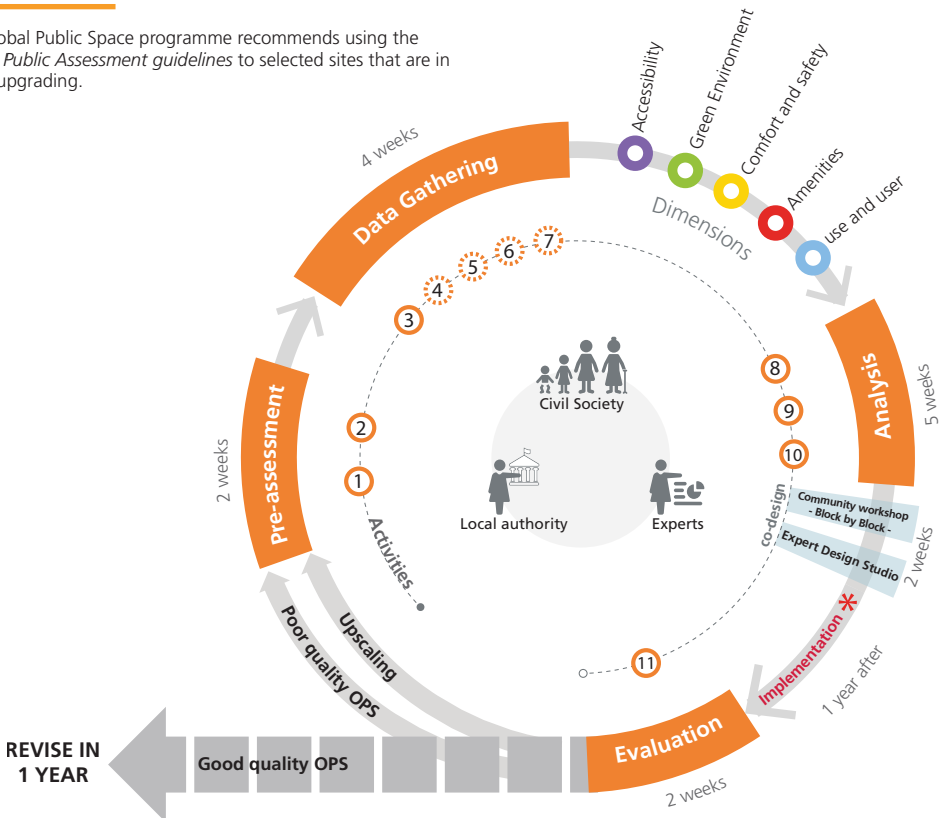 obal Public Space programme recommends using the
Public Assessment guidelines to selected sites that are in
upgrading.
4 weeks
Data Gathering
Accessibility
Green Environment
Comfort and safety
Amenities
use and user
Dimensions
7
6
5
4
3
2
1
Activities
2 weeks
Pre-assessment
Civil Society
Local authority
Experts
8
9
10
Analysis
5 weeks
co-design
Community workshop
- Block by Block -
Expert Design Studio
2 weeks
Implementation *
1 year after
11
Evaluation
2 weeks
Upscaling
Poor quality OPS
Good quality OPS
REVISE IN
1 YEAR